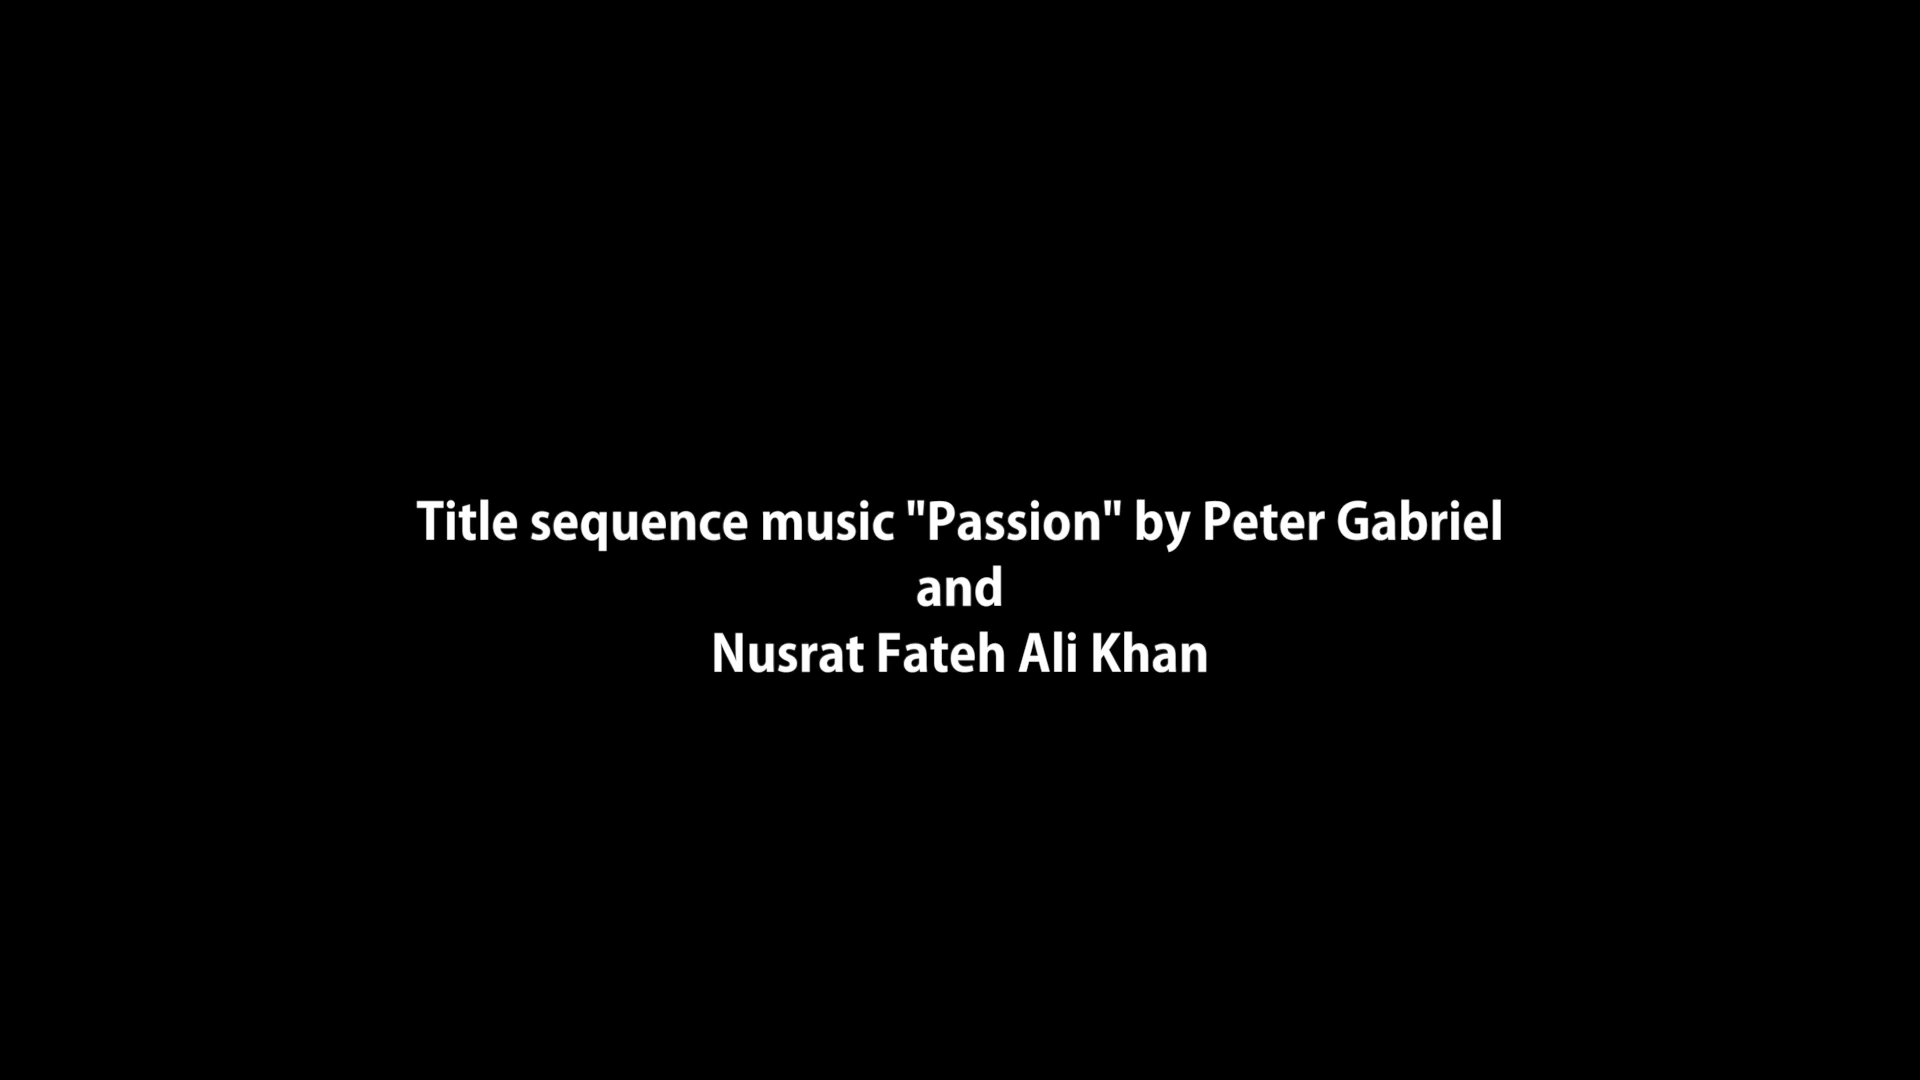 Title sequence music "Passion" by Peter Gabriel
and
Nusrat Fateh Ali Khan